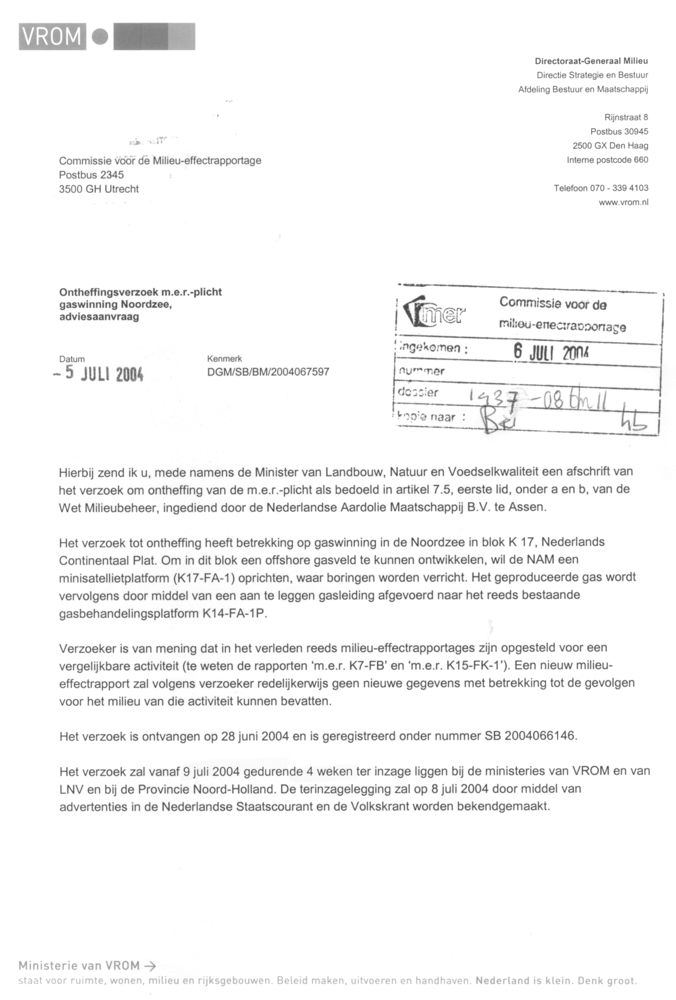 VROM
Directoraat-Generaal Milieu
Directie Strategie en Bestuur
Afdeling Bestuur en Maatschappij
Rijnstraat 8
Postbus 30945
2500 GX Den Haag
Interne postcode 660
Telefoon 070 - 339 4103
www.vrom.nl
Commissie voor de Milieu-effectrapportage
Postbus 2345
3500 GH Utrecht
Ontheffingsverzoek m.e.r.-plicht
gaswinning Noordzee,
adviesaanvraag
mer
Commissie voor de
milieu-effectrapportage
ingekomen : 6 JULI 2004
nummer
dossier 1437-08 t/m 11
kopie naar : hb
Datum
- 5 JULI 2004
Kenmerk
DGM/SB/BM/2004067597
Hierbij zend ik u, mede namens de Minister van Landbouw, Natuur en Voedselkwaliteit een afschrift van
het verzoek om ontheffing van de m.e.r.-plicht als bedoeld in artikel 7.5, eerste lid, onder a en b, van de
Wet Milieubeheer, ingediend door de Nederlandse Aardolie Maatschappij B.V. te Assen.
Het verzoek tot ontheffing heeft betrekking op gaswinning in de Noordzee in blok K 17, Nederlands
Continentaal Plat. Om in dit blok een offshore gasveld te kunnen ontwikkelen, wil de NAM een
minisatellietplatform (K17-FA-1) oprichten, waar boringen worden verricht. Het geproduceerde gas wordt
vervolgens door middel van een aan te leggen gasleiding afgevoerd naar het reeds bestaande
gasbehandelingsplatform K14-FA-1P.
Verzoeker is van mening dat in het verleden reeds milieu-effectrapportages zijn opgesteld voor een
vergelijkbare activiteit (te weten de rapporten ‘m.e.r. K7-FB’ en ‘m.e.r. K15-FK-1’). Een nieuw milieu-
effectrapport zal volgens verzoeker redelijkerwijs geen nieuwe gegevens met betrekking tot de gevolgen
voor het milieu van die activiteit kunnen bevatten.
Het verzoek is ontvangen op 28 juni 2004 en is geregistreerd onder nummer SB 2004066146.
Het verzoek zal vanaf 9 juli 2004 gedurende 4 weken ter inzage liggen bij de ministeries van VROM en van
LNV en bij de Provincie Noord-Holland. De terinzagelegging zal op 8 juli 2004 door middel van
advertenties in de Nederlandse Staatscourant en de Volkskrant worden bekendgemaakt.
Ministerie van VROM →
staat voor ruimte, wonen, milieu en rijksgebouwen. Beleid maken, uitvoeren en handhaven. Nederland is klein. Denk groot.